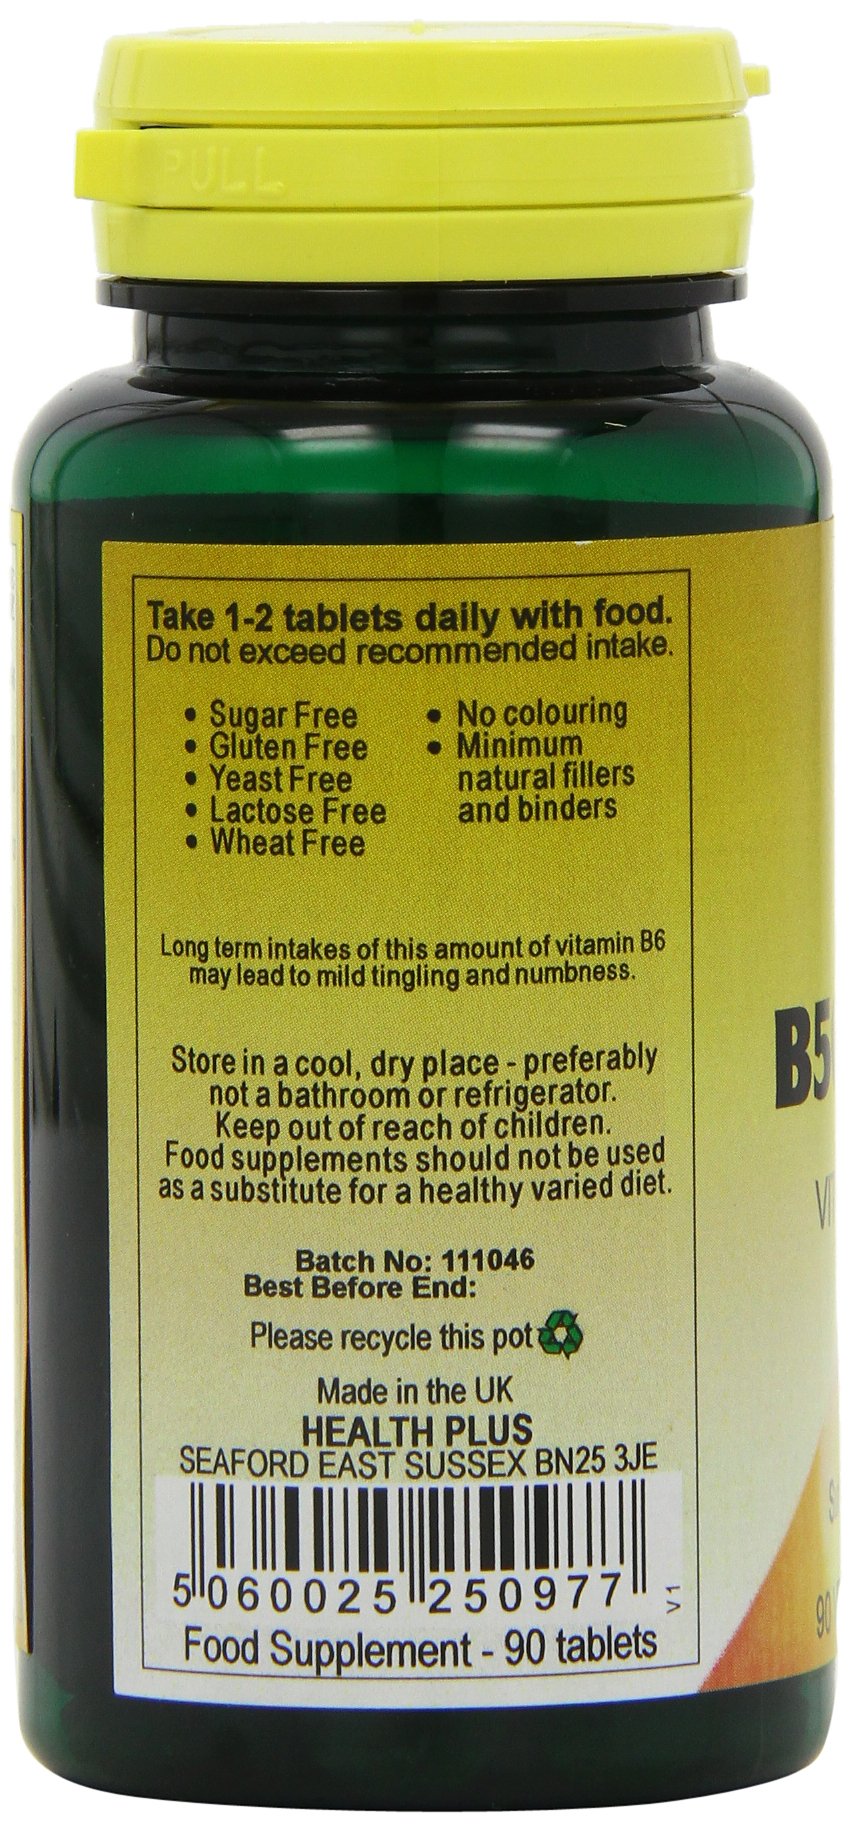 PULL
Take 1-2 tablets daily with food.
Do not exceed recommended intake.
• Sugar Free
• Gluten Free
• Yeast Free
• Lactose Free
• Wheat Free
• No colouring
• Minimum
natural fillers
and binders
Long term intakes of this amount of vitamin B6
may lead to mild tingling and numbness.
Store in a cool, dry place - preferably
not a bathroom or refrigerator.
Keep out of reach of children.
Food supplements should not be used
as a substitute for a healthy varied diet.
Batch No: 111046
Best Before End:
Please recycle this pot
Made in the UK
HEALTH PLUS
SEAFORD EAST SUSSEX BN25 3JE
5 060025 250977
V1
Food Supplement - 90 tablets
B5
90